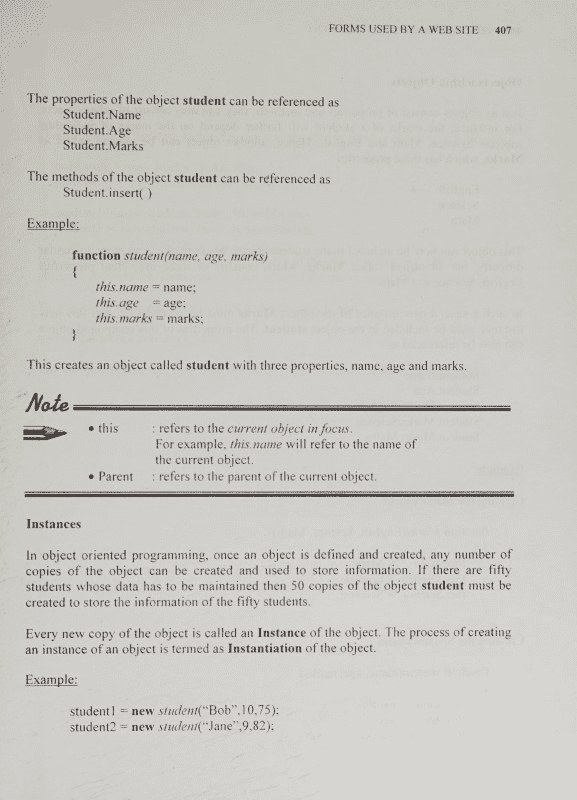 FORMS USED BY A WEB SITE 407
The properties of the object student can be referenced as
Student.Name
Student.Age
Student.Marks
The methods of the object student can be referenced as
Student.insert( )
Example:
function student(name, age, marks)
{
this.name = name;
this.age = age;
this.marks = marks;
}
This creates an object called student with three properties, name, age and marks.
Note
• this : refers to the current object in focus.
For example, this.name will refer to the name of
the current object.
• Parent : refers to the parent of the current object.
Instances
In object oriented programming, once an object is defined and created, any number of
copies of the object can be created and used to store information. If there are fifty
students whose data has to be maintained then 50 copies of the object student must be
created to store the information of the fifty students.
Every new copy of the object is called an Instance of the object. The process of creating
an instance of an object is termed as Instantiation of the object.
Example:
student1 = new student("Bob",10,75);
student2 = new student("Jane",9,82);